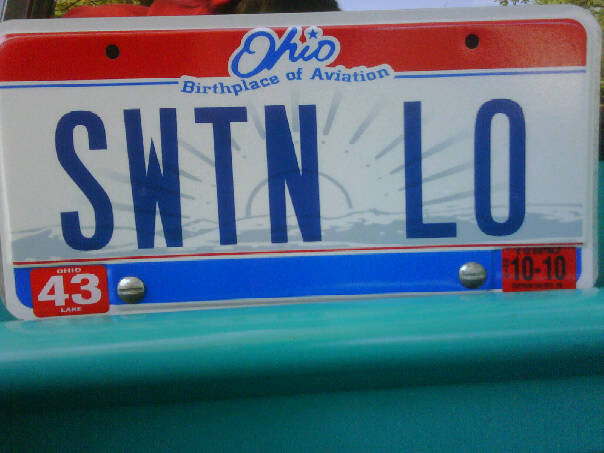 Ohio
Birthplace of Aviation
SWTN LO
OHIO
43
LAKE
10-10